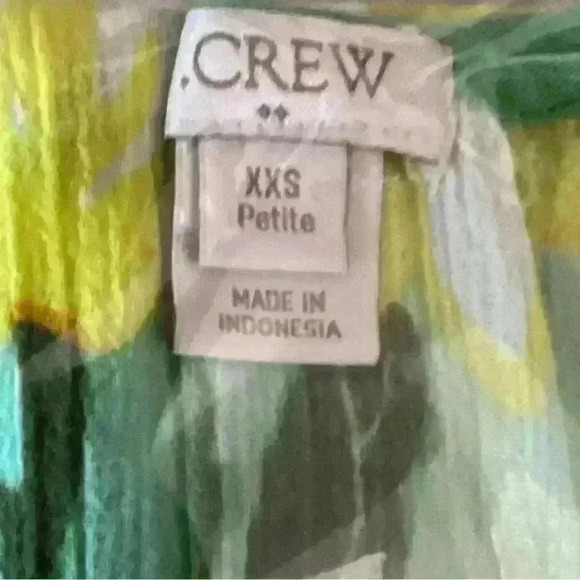 .CREW
XXS
Petite
MADE IN
INDONESIA